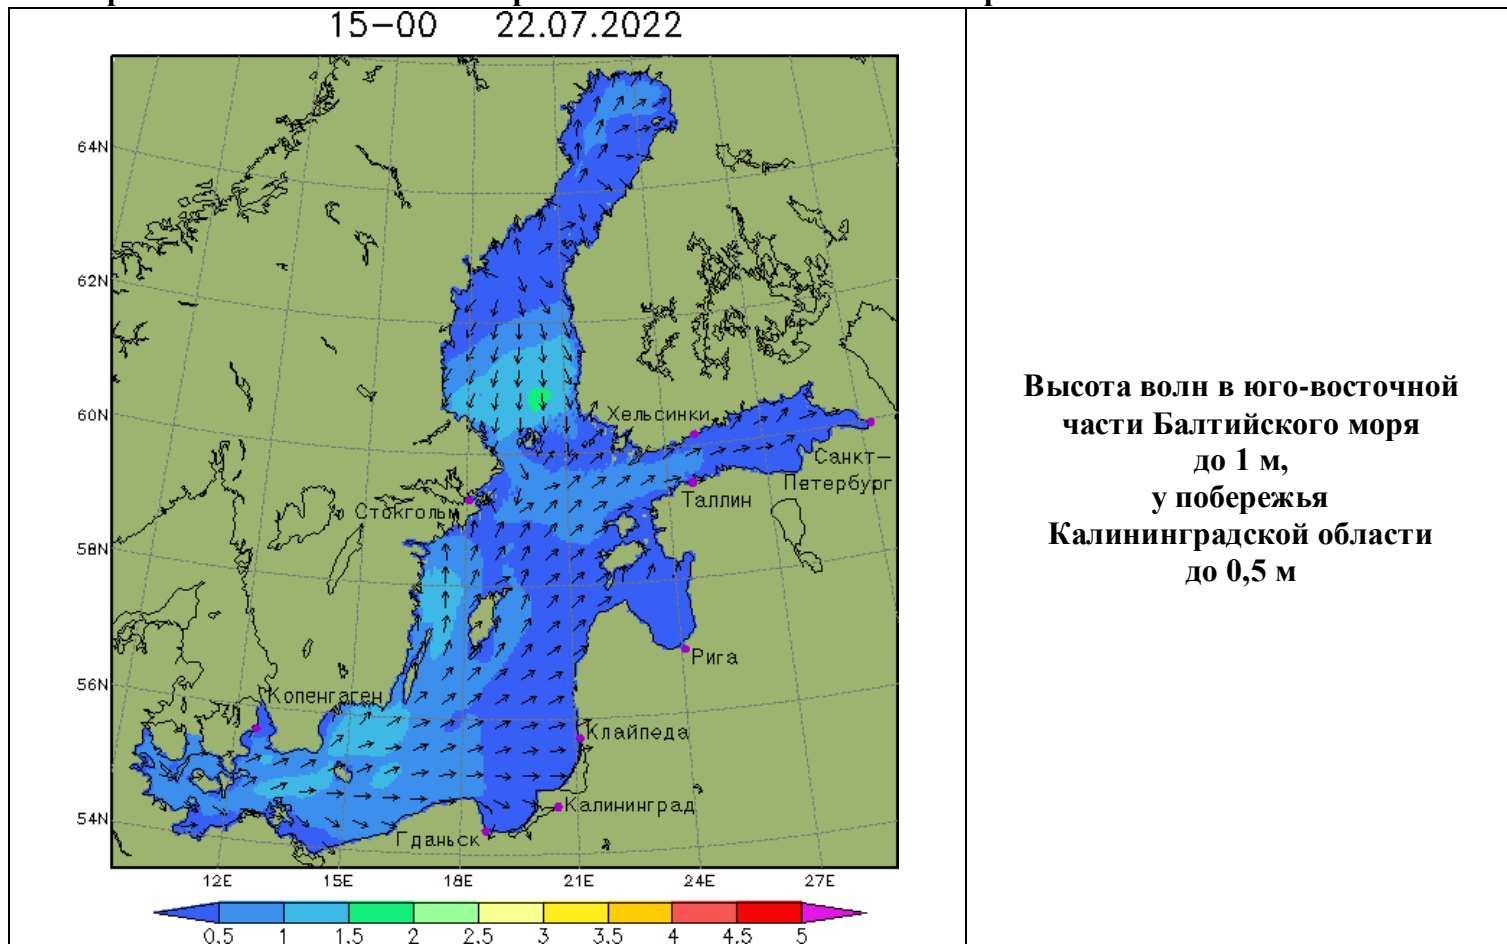 15-00 22.07.2022
64N
62N
60N
58N
56N
54N
Хельсинки
Санкт-
Петербург
Таллин
Стокгольм
Рига
Копенгаген
Клайпеда
Калининград
Гданьск
12E 15E 18E 21E 24E 27E
0,5 1 1,5 2 2,5 3 3,5 4 4,5 5
Высота волн в юго-восточной
части Балтийского моря
до 1 м,
у побережья
Калининградской области
до 0,5 м